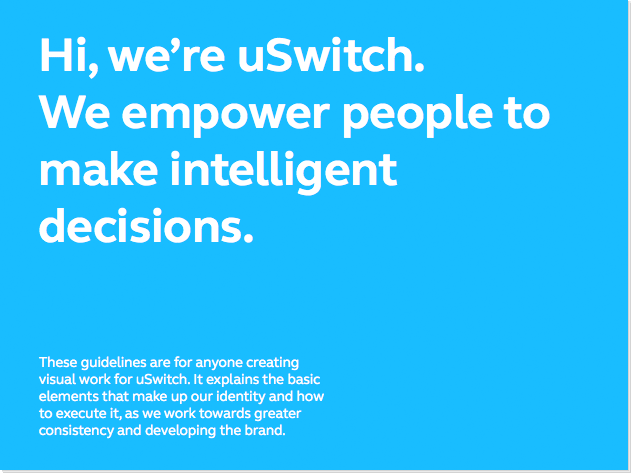 Hi, we’re uSwitch.
We empower people to
make intelligent
decisions.
These guidelines are for anyone creating
visual work for uSwitch. It explains the basic
elements that make up our identity and how
to execute it, as we work towards greater
consistency and developing the brand.